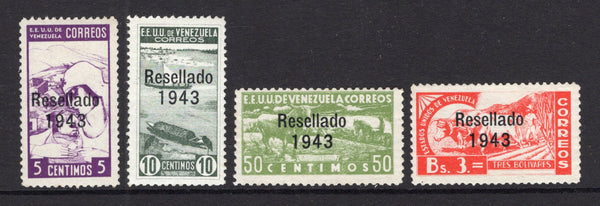 E.E.U.U. DE
VENEZUELA CORREOS
Resellado
1943
5 CENTIMOS 5
E.E.U.U. DE VENEZUELA
CORREOS
Resellado
1943
10 CENTIMOS 10
E.E.U.U. DE VENEZUELA CORREOS
Resellado
1943
50 CENTIMOS 50
ESTADOS UNIDOS DE VENEZUELA
CORREOS
Resellado
1943
Bs. 3.=
TRES BOLIVARES